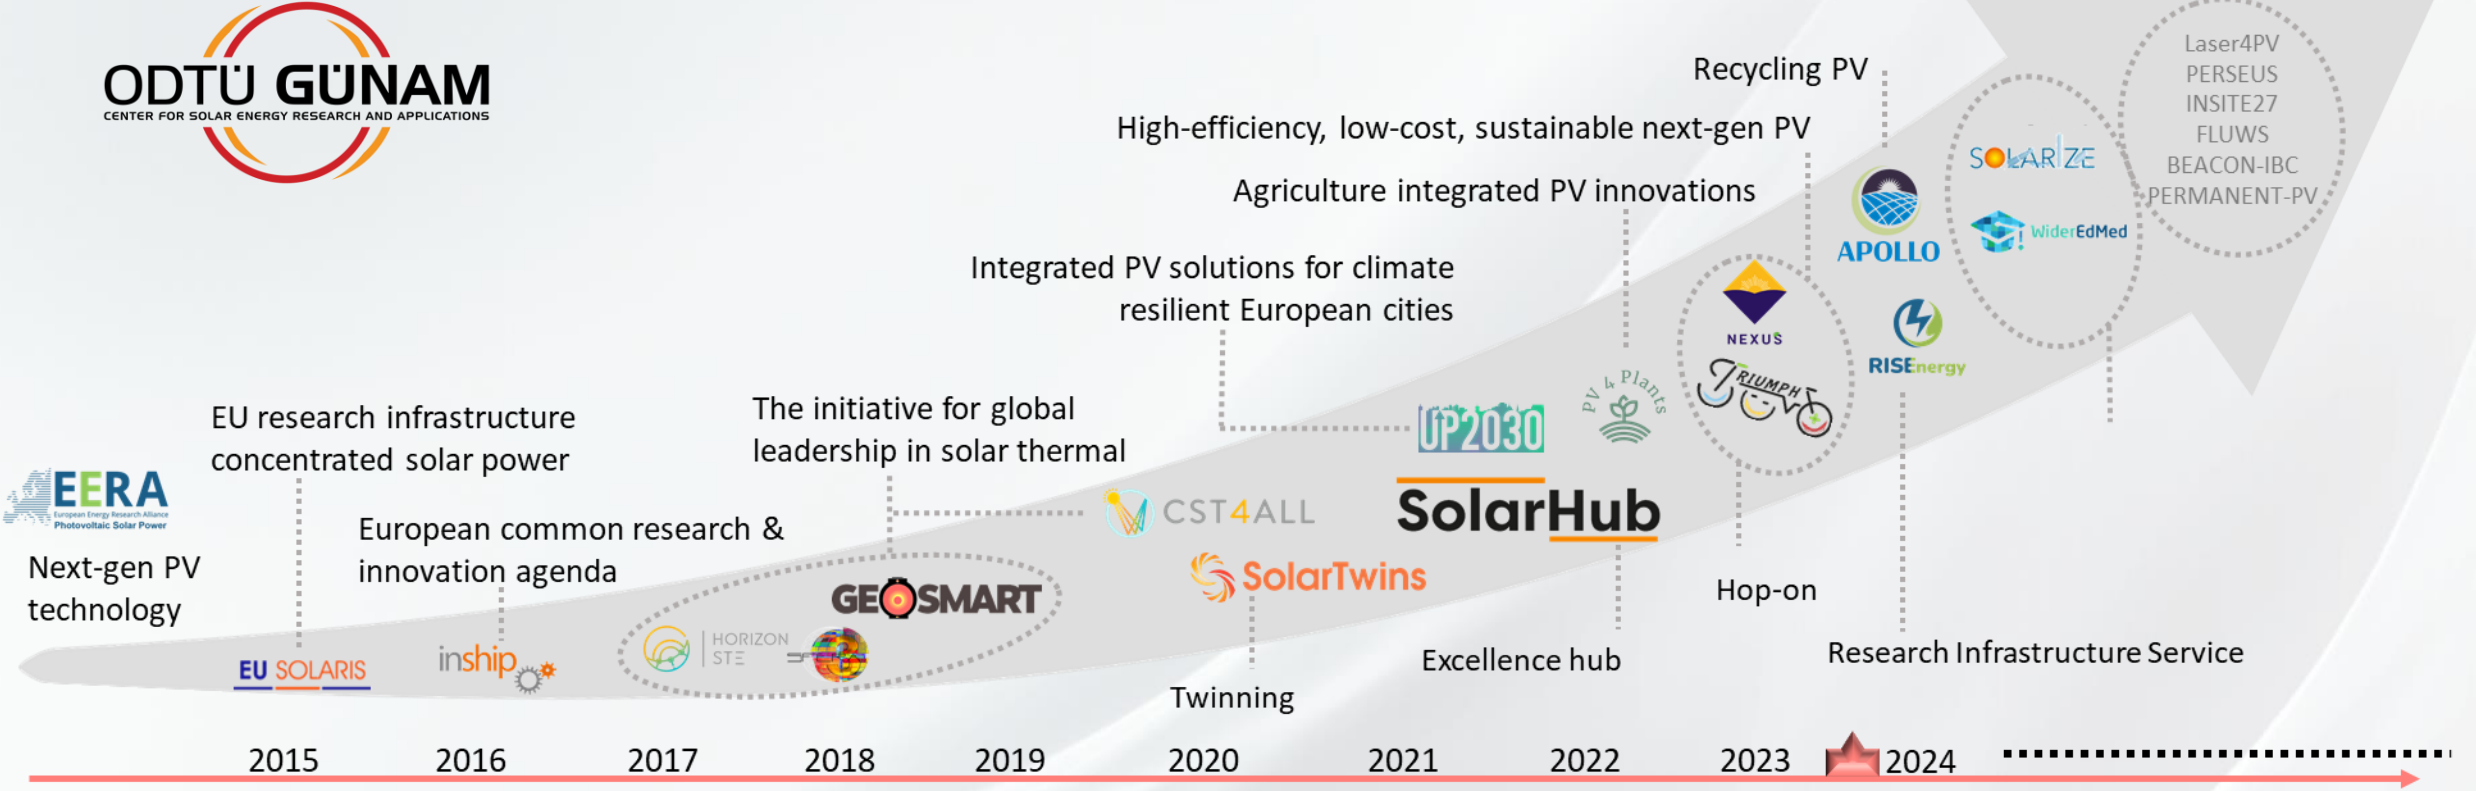 ODTÜ GÜNAM
CENTER FOR SOLAR ENERGY RESEARCH AND APPLICATIONS
Laser4PV
PERSEUS
INSITE27
FLUWS
BEACON-IBC
PERMANENT-PV
Recycling PV
High-efficiency, low-cost, sustainable next-gen PV
Agriculture integrated PV innovations
Integrated PV solutions for climate
resilient European cities
SOLARIZE
WiderEdMed
APOLLO
NEXUS
TRIUMPH
RISEnergy
PV 4 Plants
UP2030
SolarHub
The initiative for global
leadership in solar thermal
CST4ALL
SolarTwins
EU research infrastructure
concentrated solar power
EERA
European Energy Research Alliance
Photovoltaic Solar Power
Next-gen PV
technology
European common research &
innovation agenda
GEOSMART
HORIZON
STE
EU SOLARIS
inship
Twinning
Excellence hub
Hop-on
Research Infrastructure Service
2015
2016
2017
2018
2019
2020
2021
2022
2023
2024